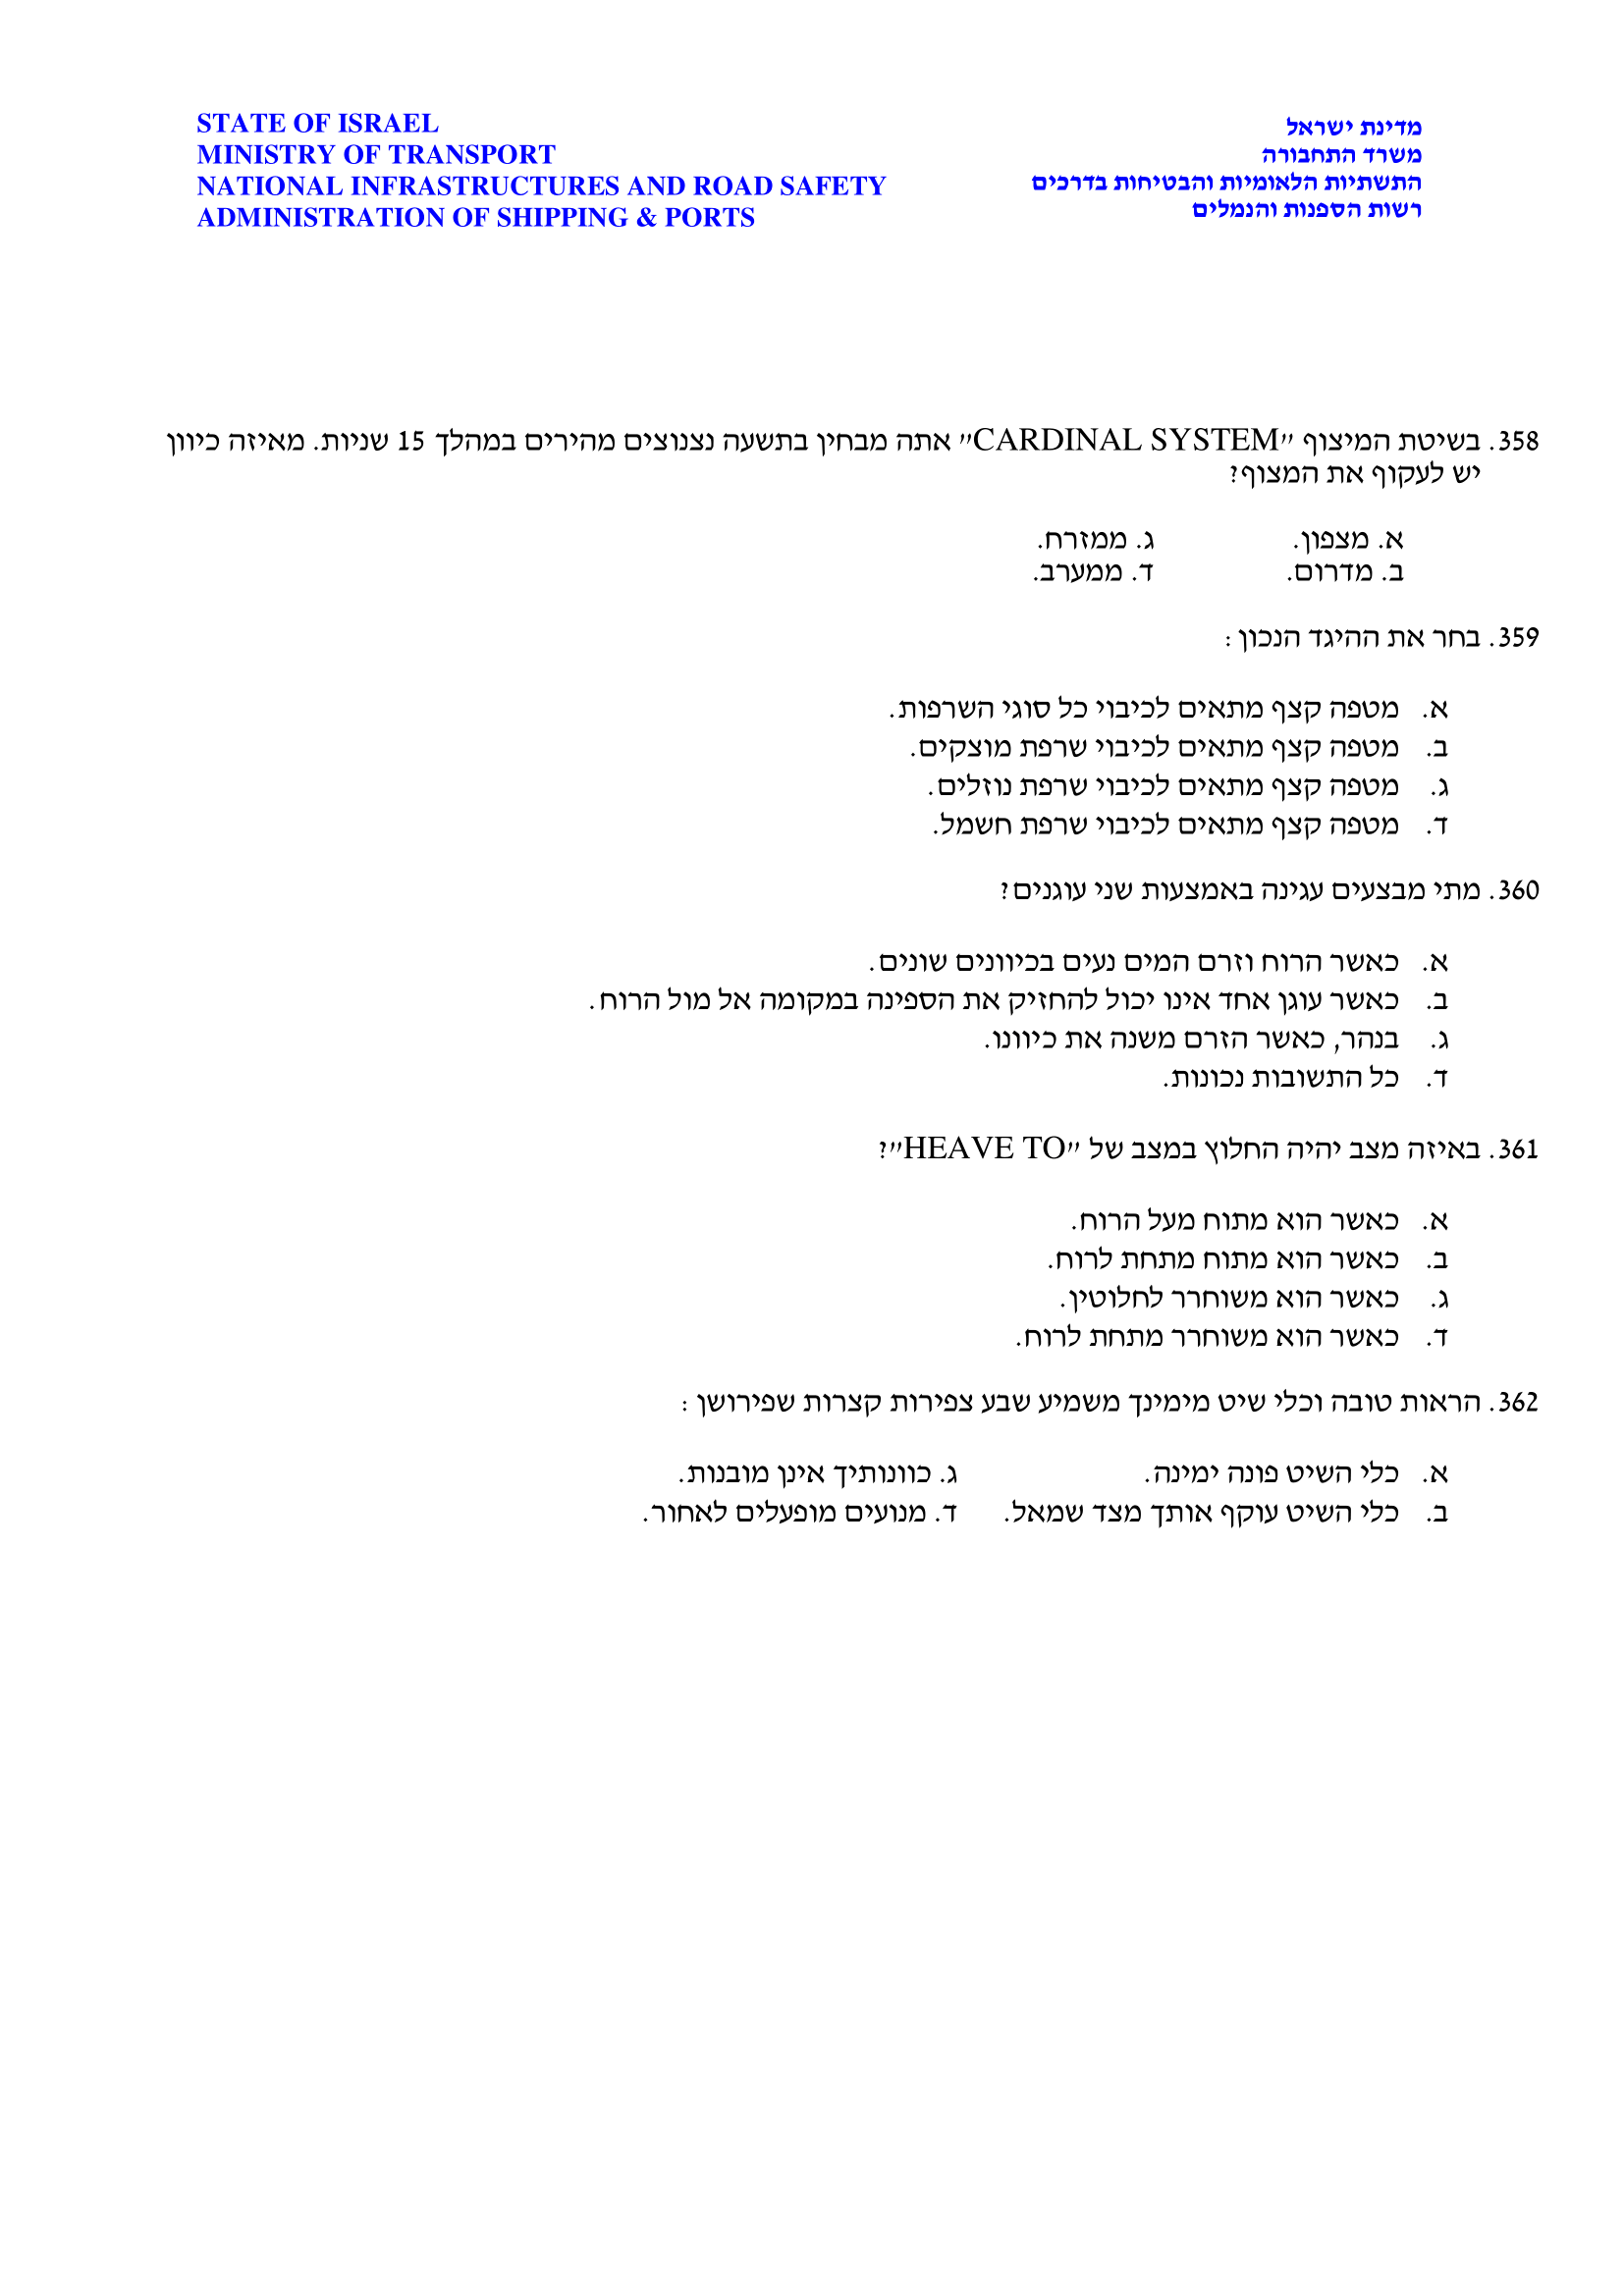 STATE OF ISRAEL
MINISTRY OF TRANSPORT
NATIONAL INFRASTRUCTURES AND ROAD SAFETY
ADMINISTRATION OF SHIPPING & PORTS
מדינת ישראל
משרד התחבורה
התשתיות הלאומיות והבטיחות בדרכים
רשות הספנות והנמלים
358. בשיטת המיצוף "CARDINAL SYSTEM" אתה מבחין בתשעה נצנוצים מהירים במהלך 15 שניות. מאיזה כיוון
יש לעקוף את המצוף?
א. מצפון. ג. ממזרח.
ב. מדרום. ד. ממערב.
359. בחר את ההיגד הנכון:
א. מטפה קצף מתאים לכיבוי כל סוגי השרפות.
ב. מטפה קצף מתאים לכיבוי שרפת מוצקים.
ג. מטפה קצף מתאים לכיבוי שרפת נוזלים.
ד. מטפה קצף מתאים לכיבוי שרפת חשמל.
360. מתי מבצעים עגינה באמצעות שני עוגנים?
א. כאשר הרוח וזרם המים נעים בכיוונים שונים.
ב. כאשר עוגן אחד אינו יכול להחזיק את הספינה במקומה אל מול הרוח.
ג. בנהר, כאשר הזרם משנה את כיוונו.
ד. כל התשובות נכונות.
361. באיזה מצב יהיה החלוץ במצב של "HEAVE TO"?
א. כאשר הוא מתוח מעל הרוח.
ב. כאשר הוא מתוח מתחת לרוח.
ג. כאשר הוא משוחרר לחלוטין.
ד. כאשר הוא משוחרר מתחת לרוח.
362. הראות טובה וכלי שיט מימינך משמיע שבע צפירות קצרות שפירושן:
א. כלי השיט פונה ימינה. ג. כוונותיך אינן מובנות.
ב. כלי השיט עוקף אותך מצד שמאל. ד. מנועים מופעלים לאחור.